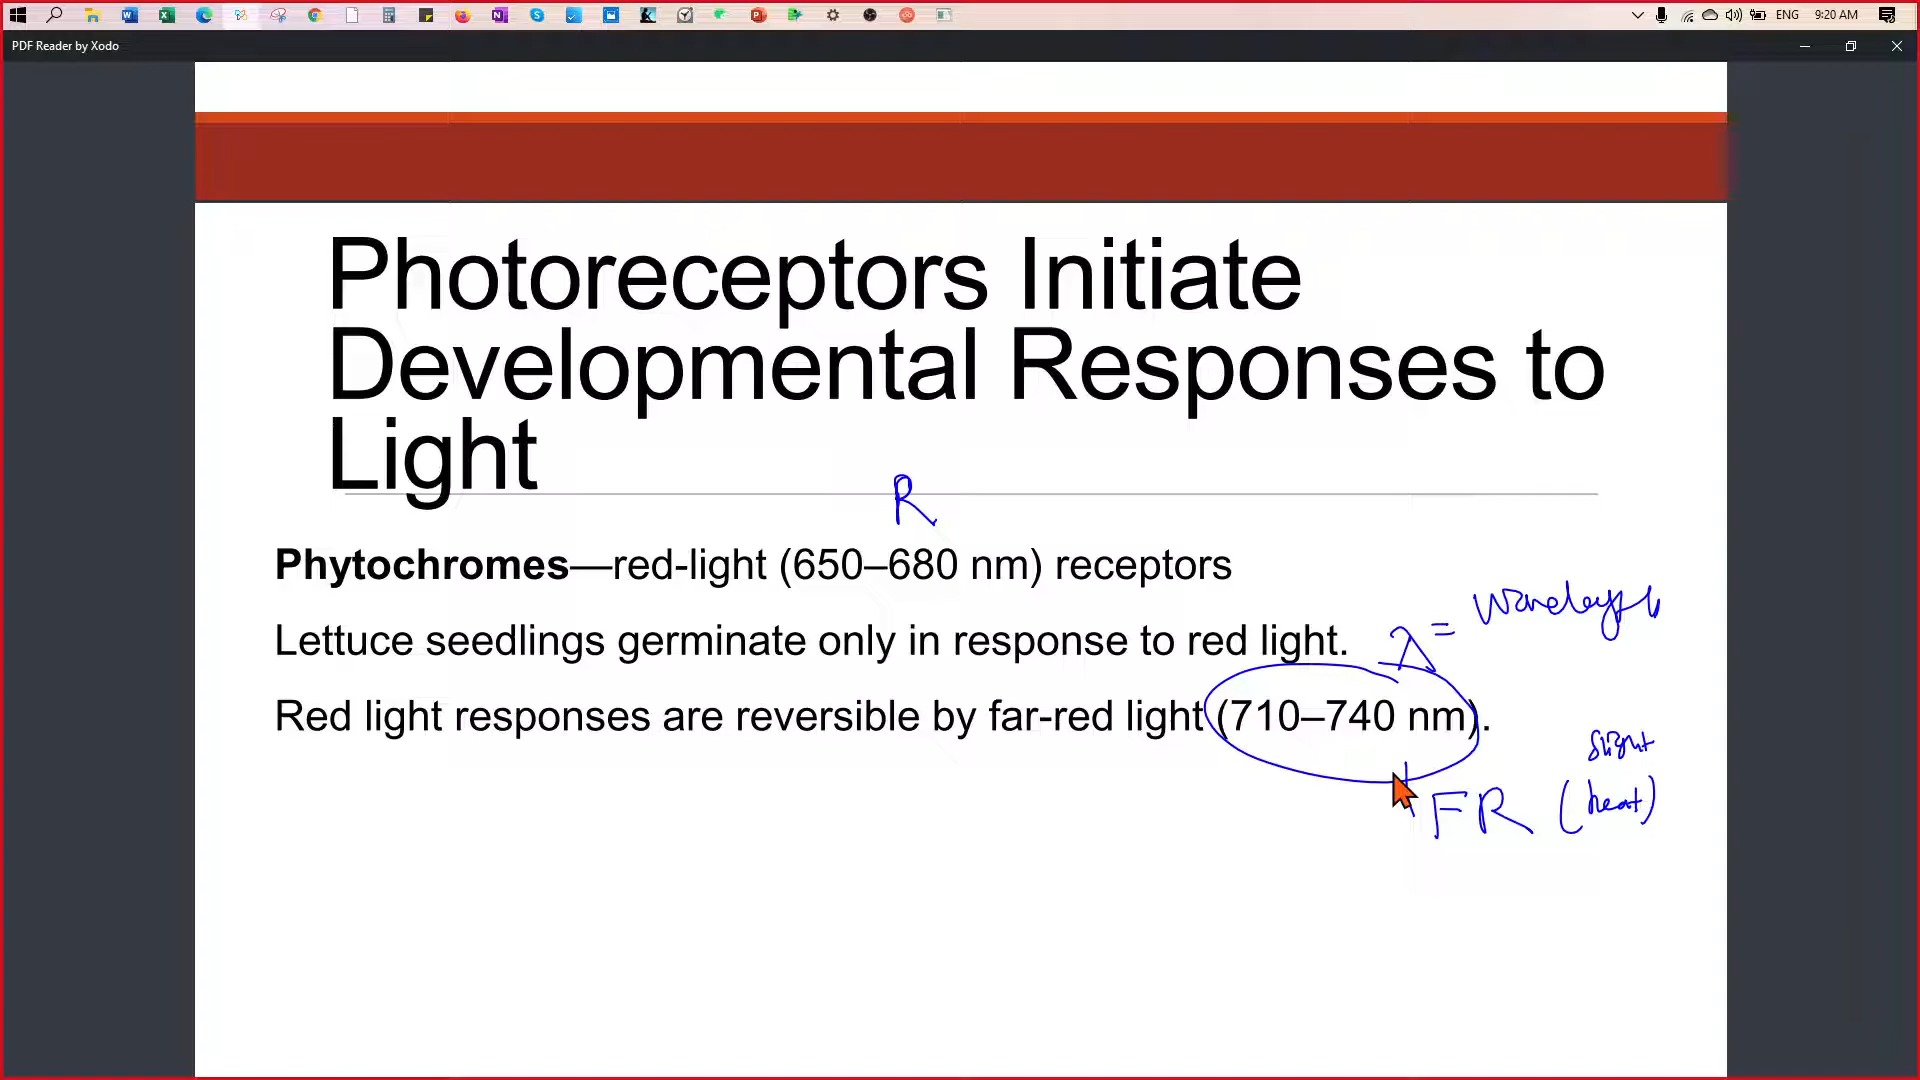 ENG 9:20 AM
PDF Reader by Xodo
Photoreceptors Initiate
Developmental Responses to
Light
R
Phytochromes—red-light (650–680 nm) receptors
λ = wavelength
Lettuce seedlings germinate only in response to red light.
Red light responses are reversible by far-red light (710–740 nm).
slight
FR (heat)